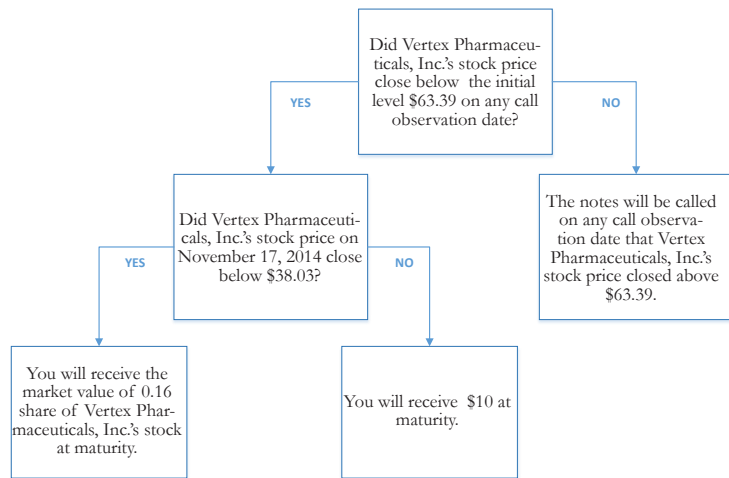 Did Vertex Pharmaceu-
ticals, Inc.'s stock price
close below the initial
level $63.39 on any call
observation date?
YES
NO
Did Vertex Pharmaceuti-
cals, Inc.'s stock price on
November 17, 2014 close
below $38.03?
The notes will be called
on any call observa-
tion date that Vertex
Pharmaceuticals, Inc.'s
stock price closed above
$63.39.
YES
NO
You will receive the
market value of 0.16
share of Vertex Phar-
maceuticals, Inc.'s stock
at maturity.
You will receive $10 at
maturity.